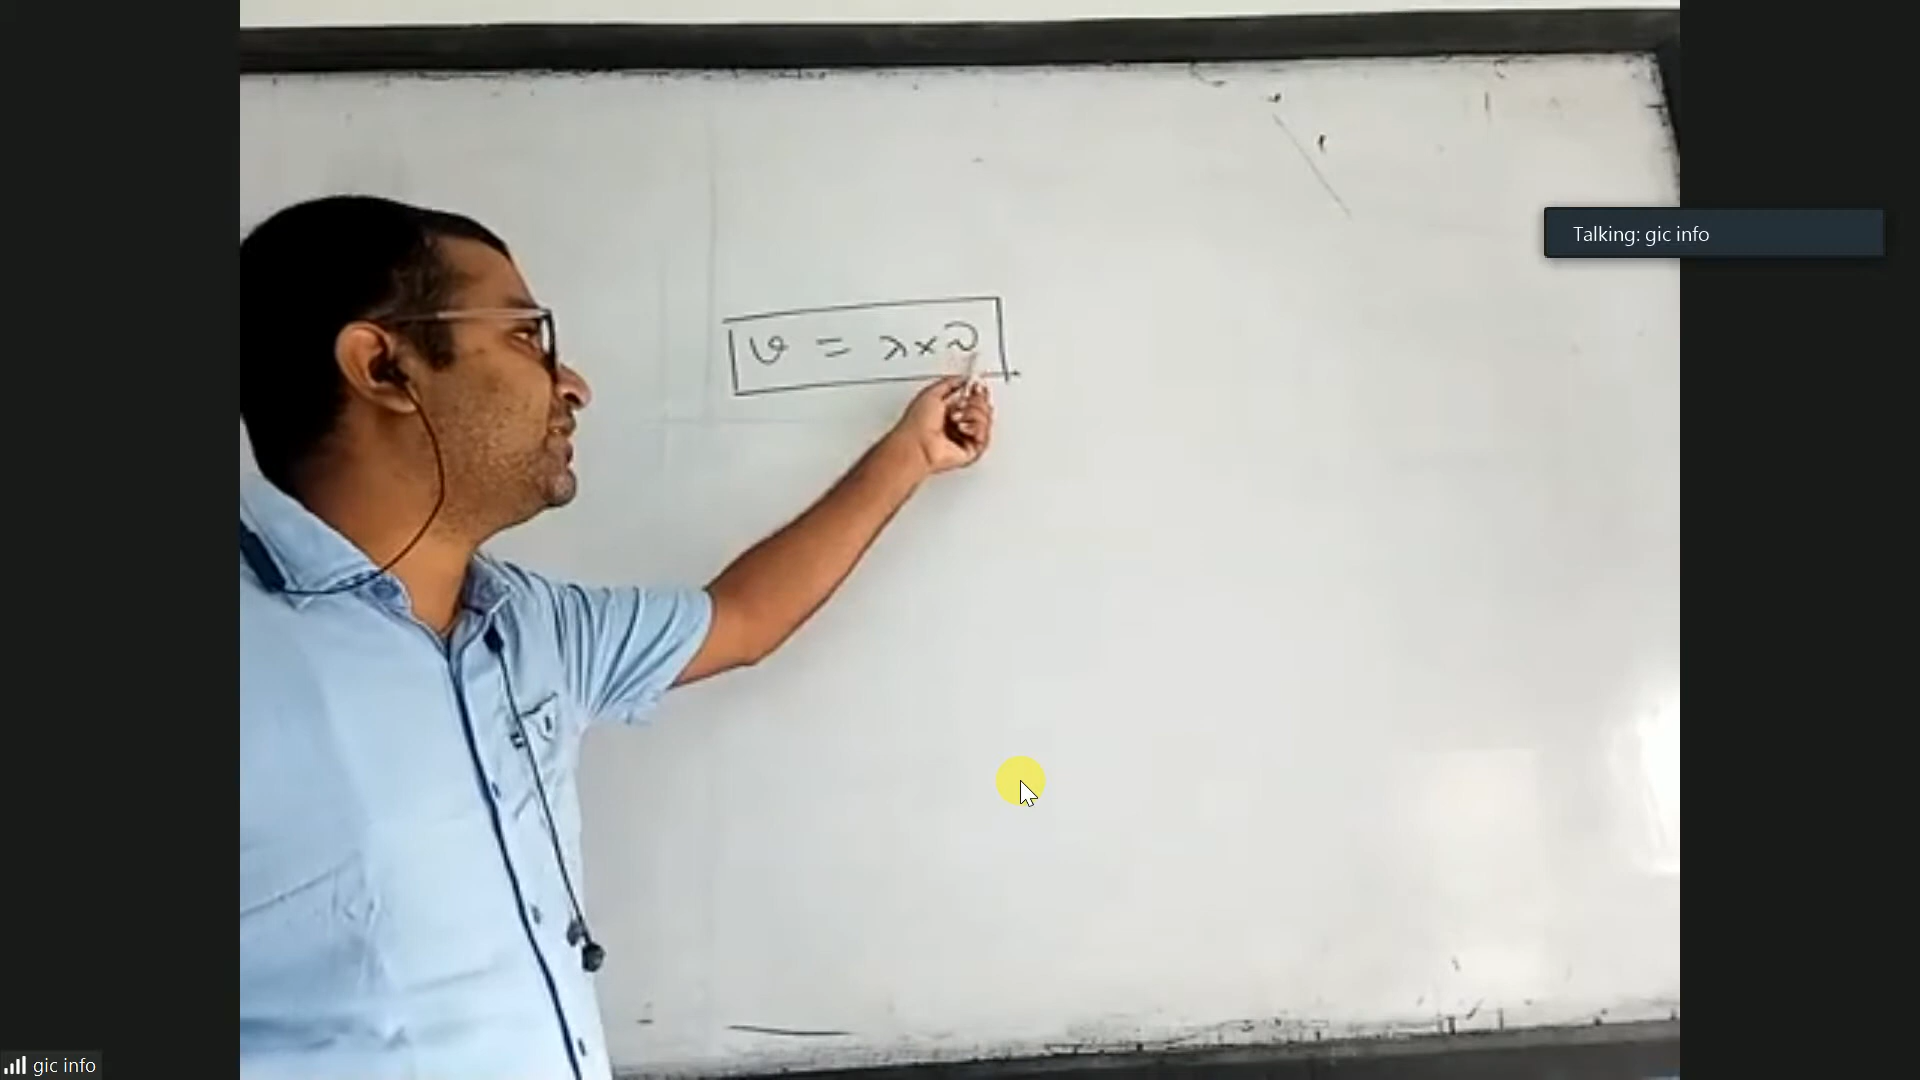 v = λ × ν
Talking: gic info
gic info